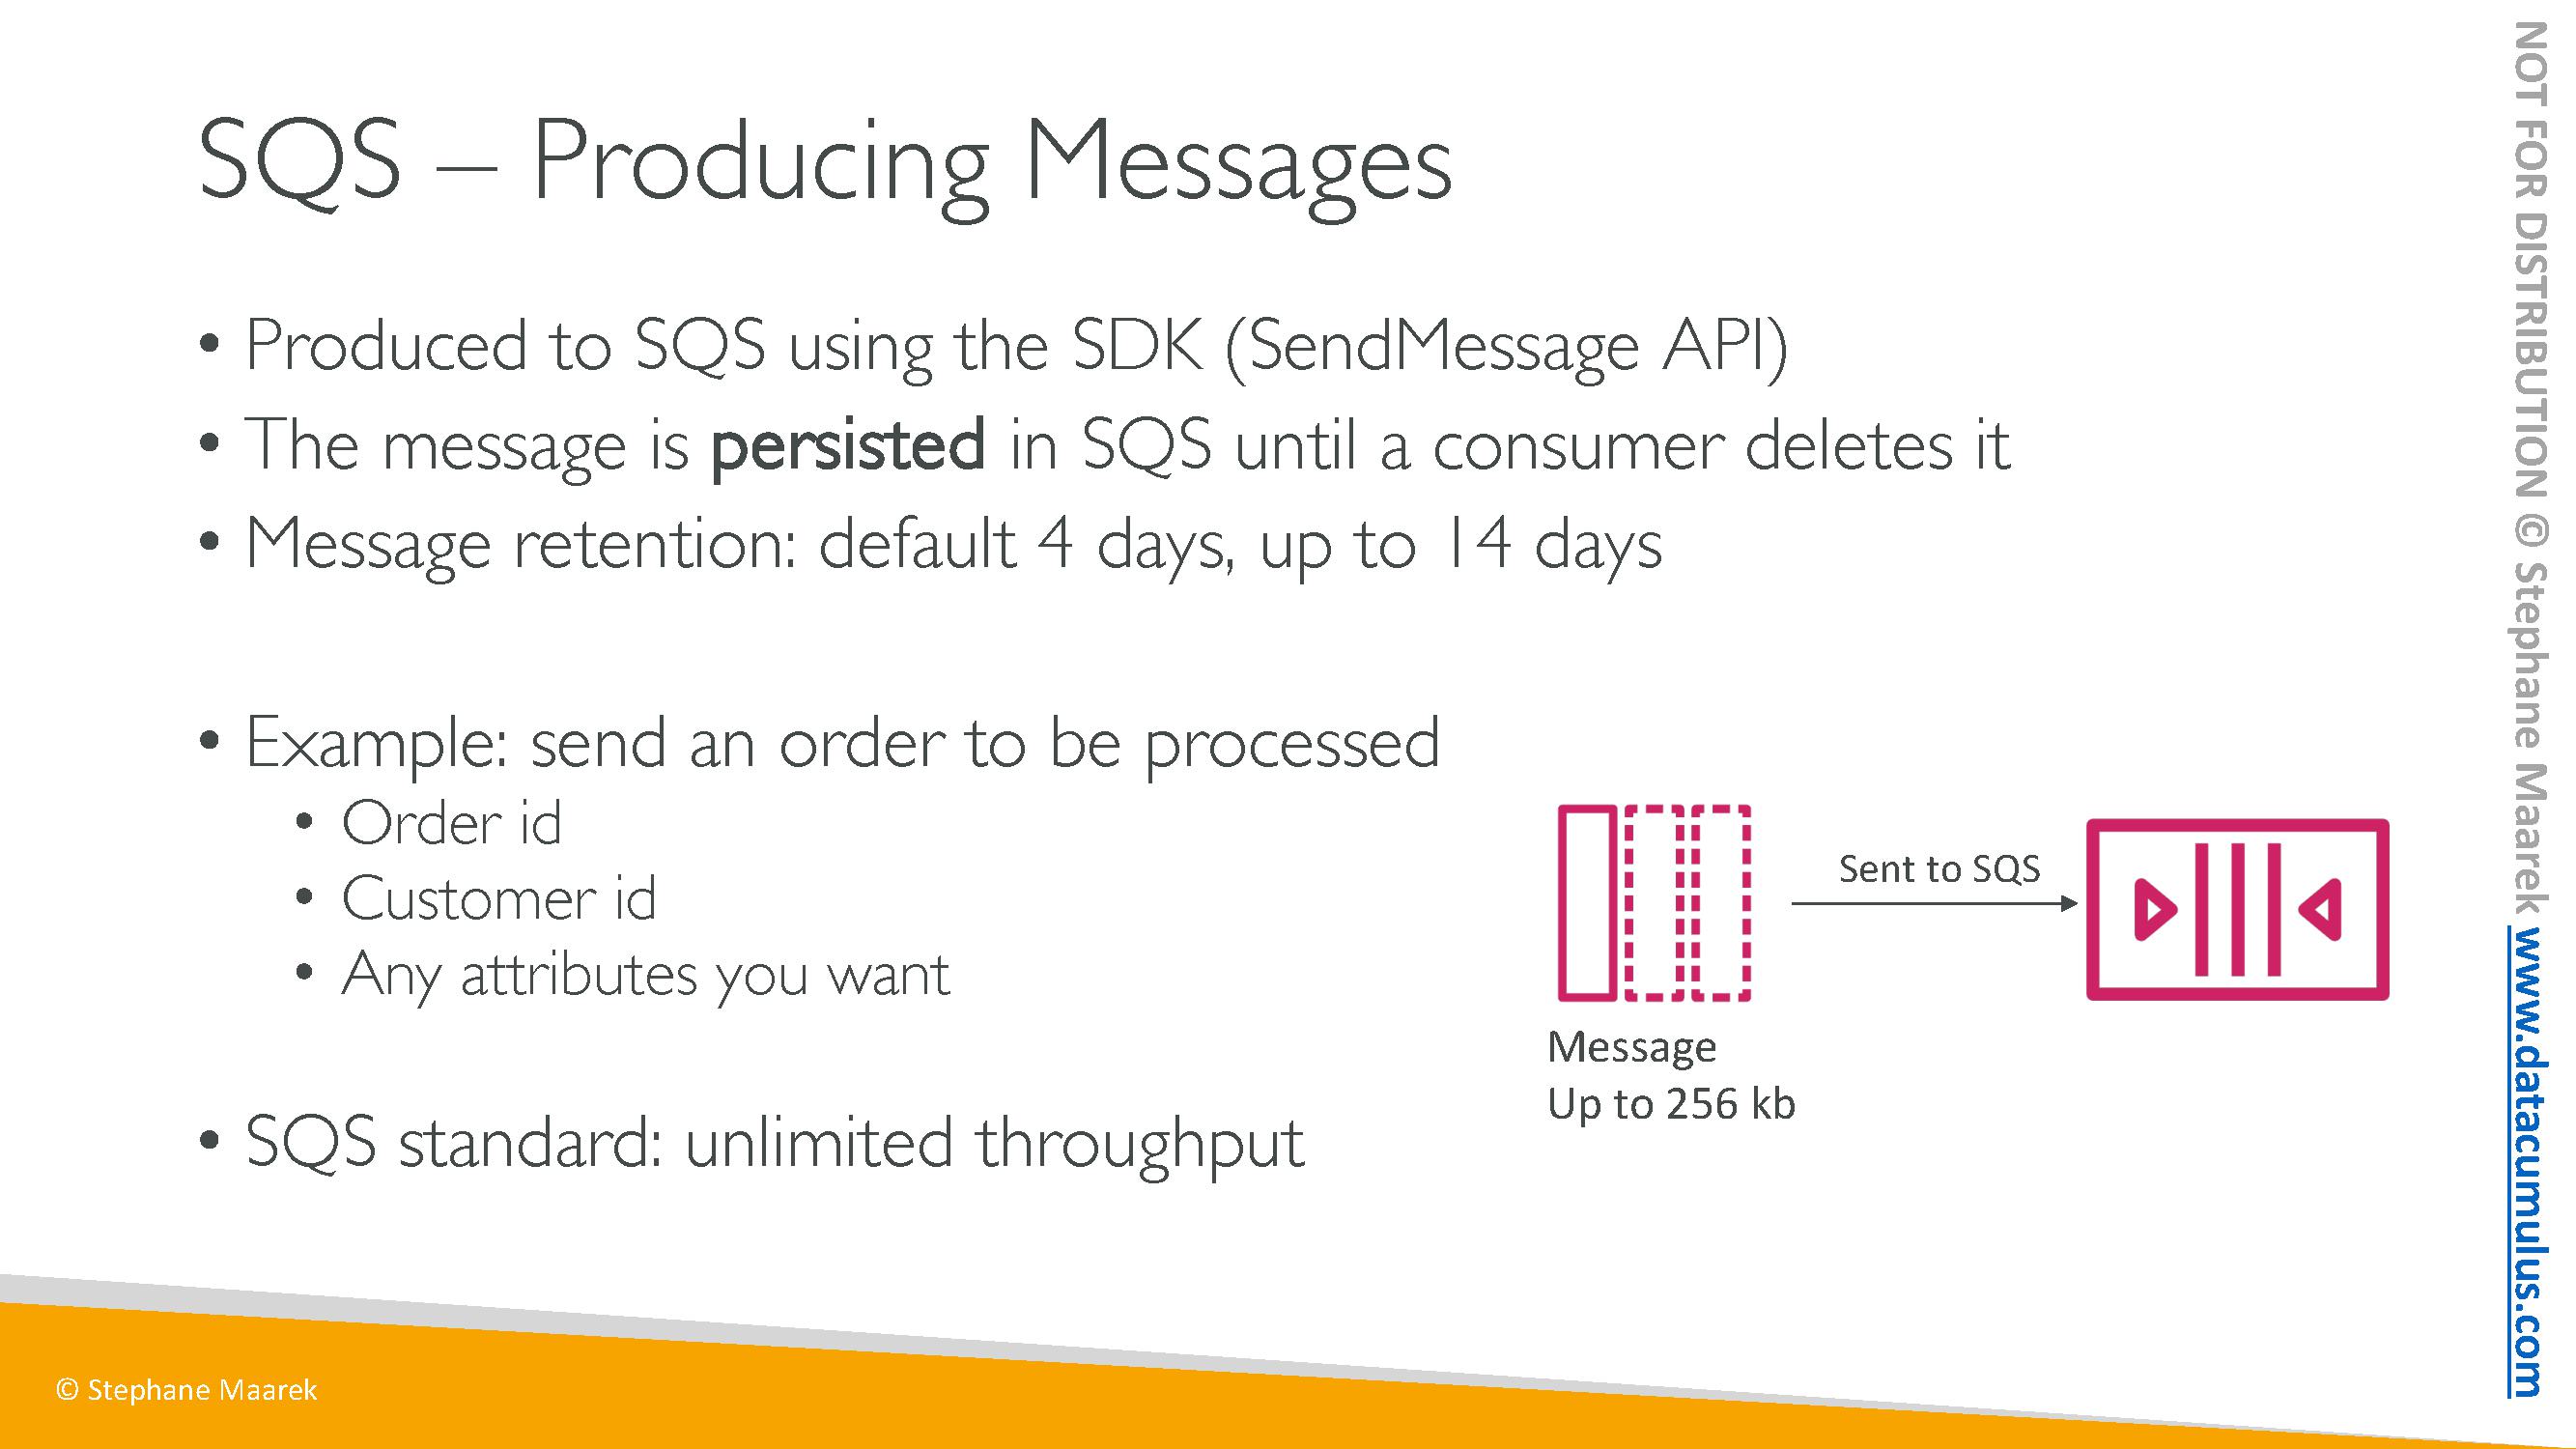 SQS – Producing Messages
• Produced to SQS using the SDK (SendMessage API)
• The message is persisted in SQS until a consumer deletes it
• Message retention: default 4 days, up to 14 days
• Example: send an order to be processed
• Order id
• Customer id
• Any attributes you want
• SQS standard: unlimited throughput
Sent to SQS
Message
Up to 256 kb
© Stephane Maarek
NOT FOR DISTRIBUTION © Stephane Maarek www.datacumulus.com